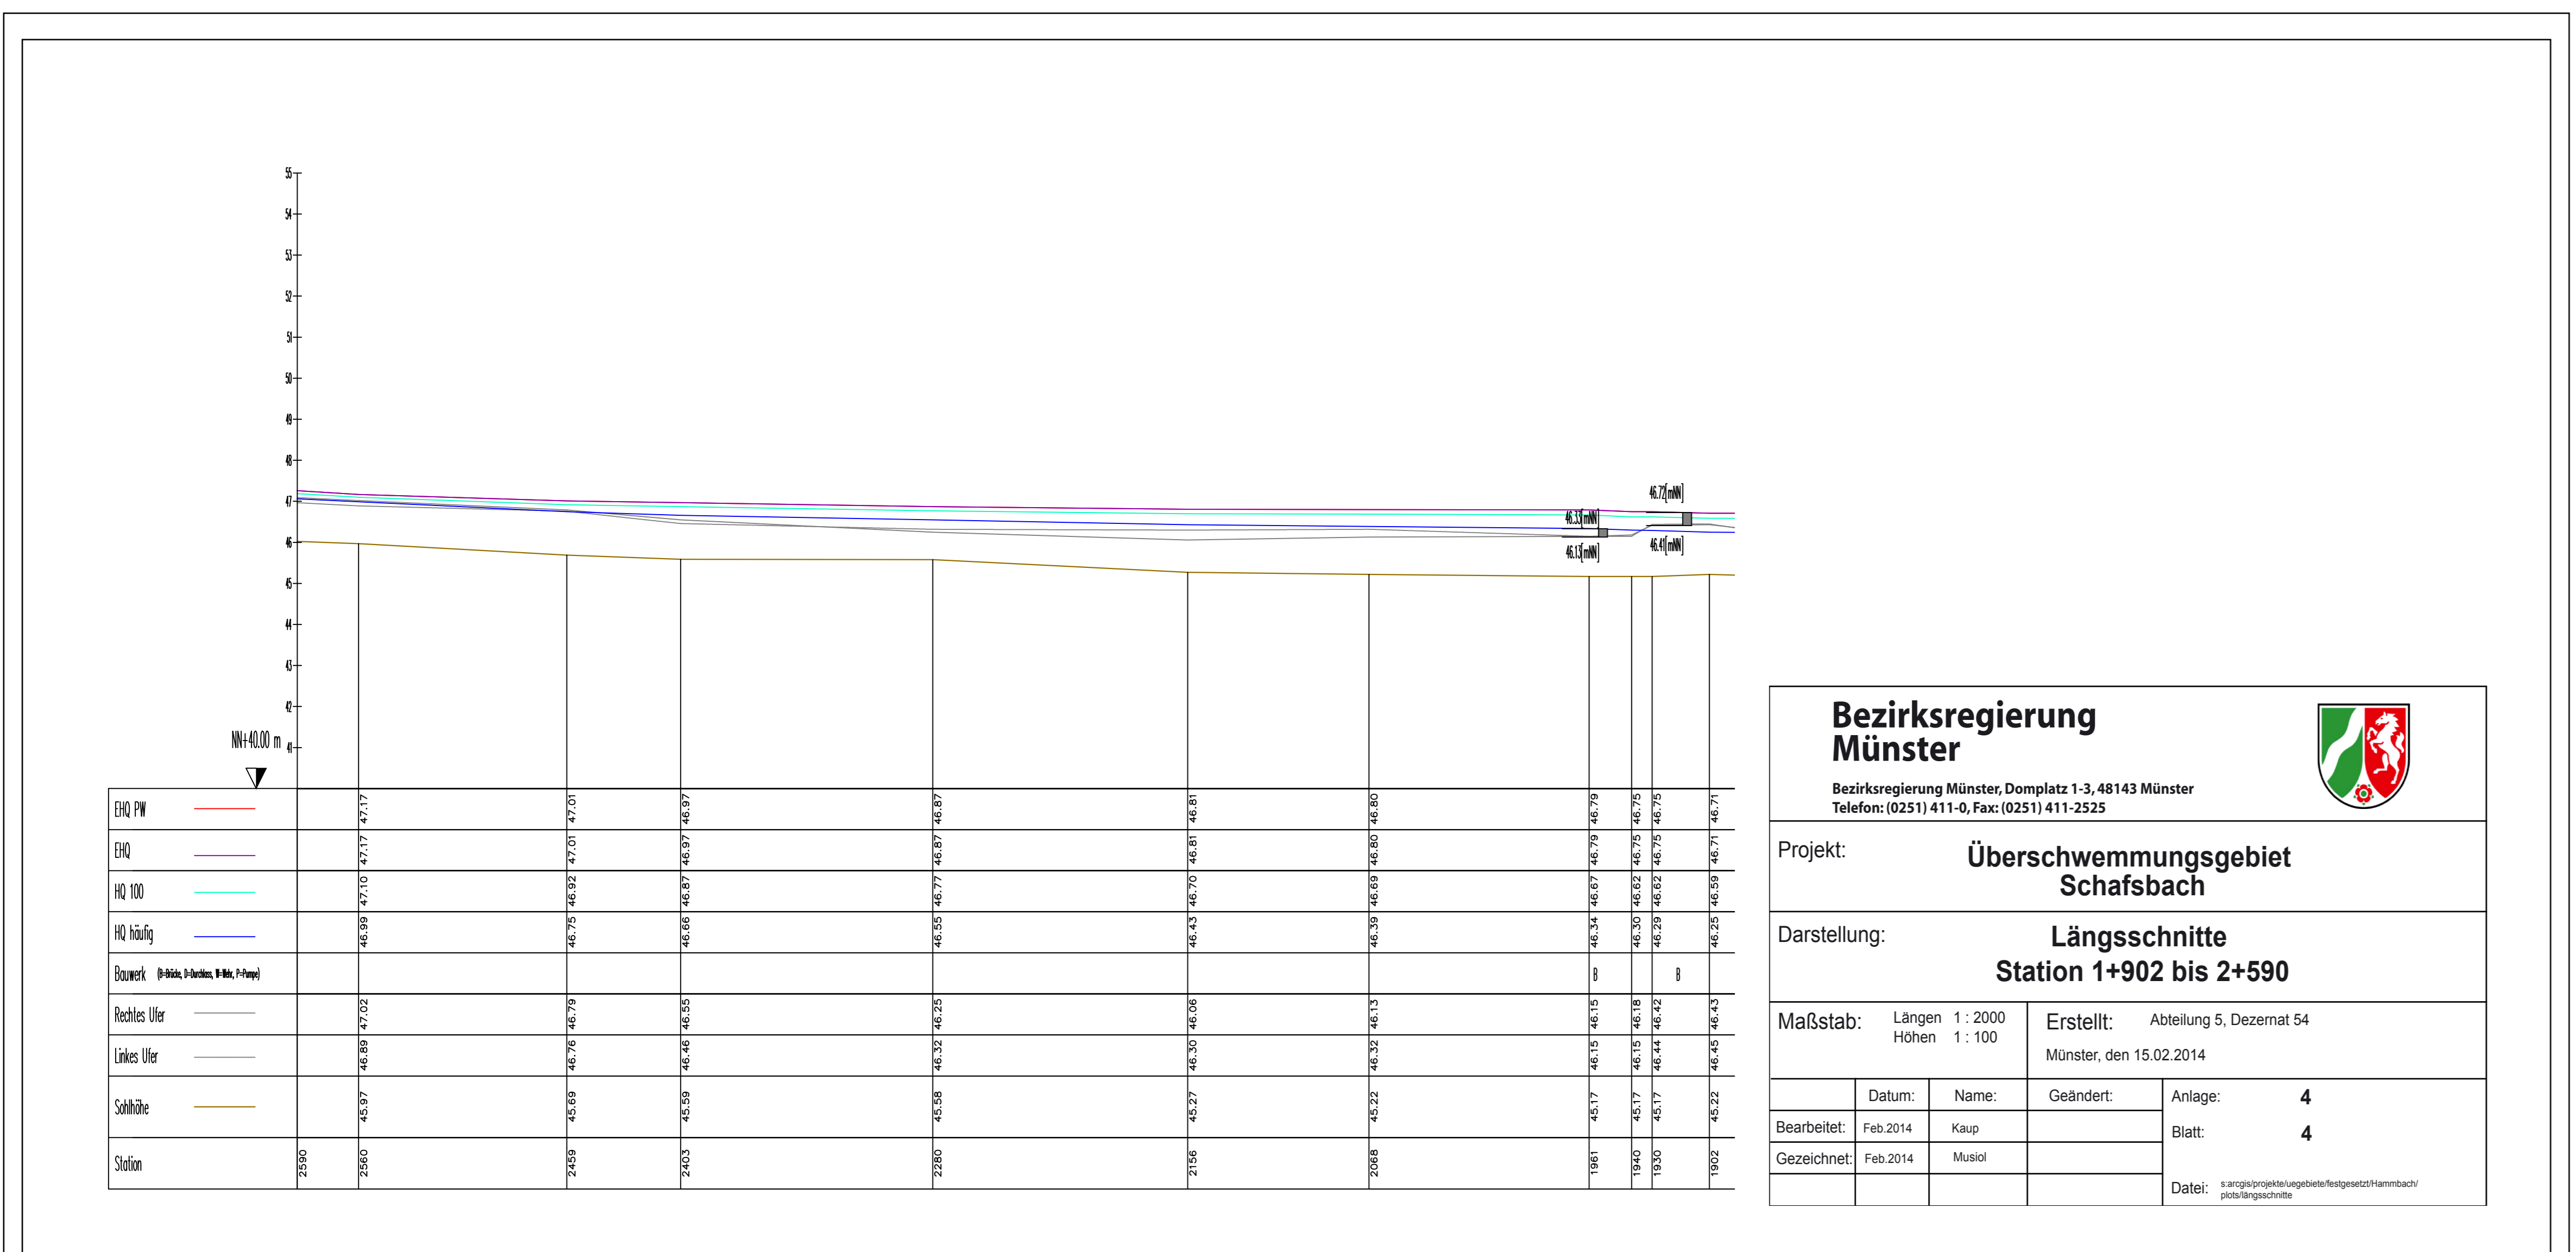 55
54
53
52
51
50
49
48
47
46
45
44
43
42
41
NN+40.00 m
46.33[mNN]
46.13[mNN]
46.72[mNN]
46.41[mNN]
EHQ PW 47.17 47.01 46.97 46.87 46.81 46.80 46.79 46.75 46.75 46.71
EHQ 47.17 47.01 46.97 46.87 46.81 46.80 46.79 46.75 46.75 46.71
HQ 100 47.10 46.92 46.87 46.77 46.70 46.69 46.67 46.62 46.62 46.59
HQ häufig 46.99 46.75 46.66 46.55 46.43 46.39 46.34 46.30 46.29 46.25
Bauwerk (B=Brücke, D=Durchlass, W=Wehr, P=Pumpe) B B
Rechtes Ufer 47.02 46.79 46.55 46.25 46.06 46.13 46.15 46.18 46.42 46.43
Linkes Ufer 46.89 46.76 46.46 46.32 46.30 46.32 46.15 46.15 46.44 46.45
Sohlhöhe 45.97 45.69 45.59 45.58 45.27 45.22 45.17 45.17 45.17 45.22
Station 2590 2560 2459 2403 2280 2156 2068 1961 1940 1930 1902
Bezirksregierung
Münster
Bezirksregierung Münster, Domplatz 1-3, 48143 Münster
Telefon: (0251) 411-0, Fax: (0251) 411-2525
Projekt: Überschwemmungsgebiet
Schafsbach
Darstellung: Längsschnitte
Station 1+902 bis 2+590
Maßstab: Längen 1 : 2000
Höhen 1 : 100
Erstellt: Abteilung 5, Dezernat 54
Münster, den 15.02.2014
Datum: Name: Geändert:
Bearbeitet: Feb.2014 Kaup
Gezeichnet: Feb.2014 Musiol
Anlage: 4
Blatt: 4
Datei: s:arcgis/projekte/uegebiete/festgesetzt/Hammbach/
plots/längsschnitte